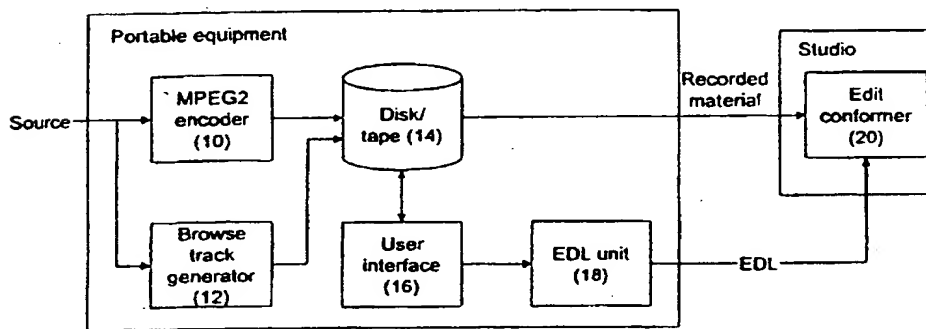 Portable equipment
Studio
MPEG2
encoder
(10)
Disk/
tape (14)
Recorded
material
Edit
conformer
(20)
Source
Browse
track
generator
(12)
User
interface
(16)
EDL unit
(18)
EDL